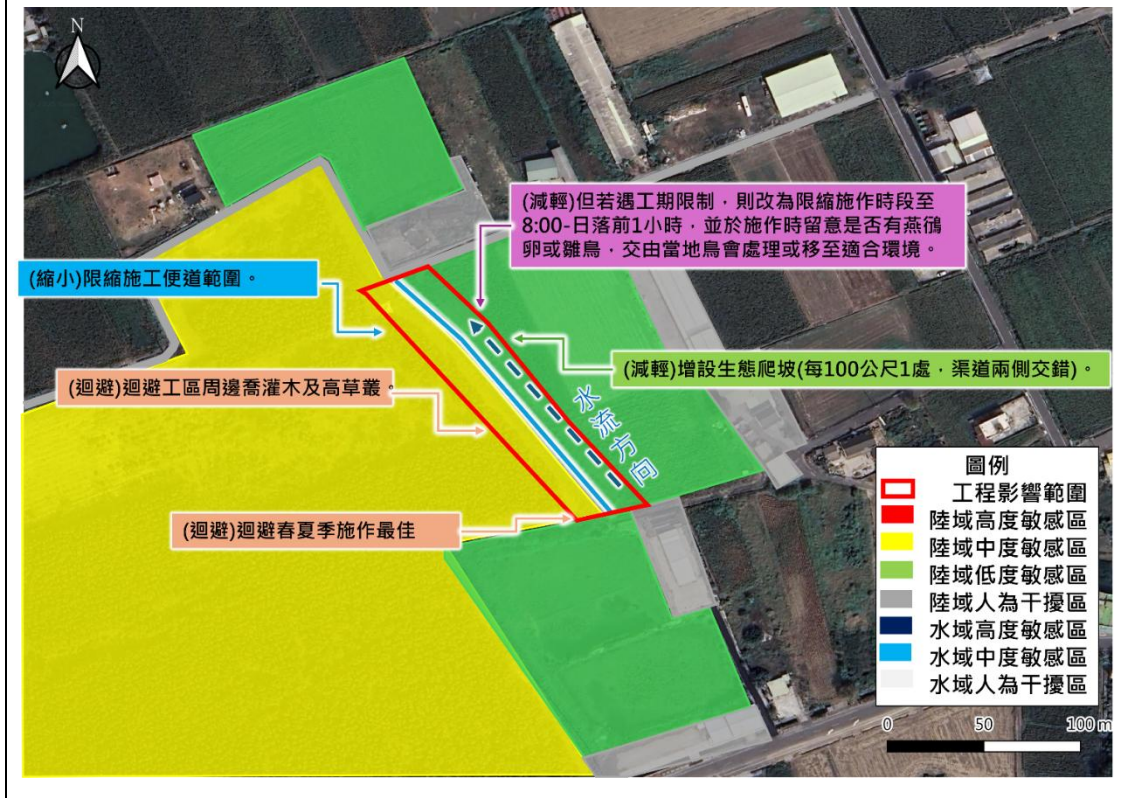 N
(減輕)但若遇工期限制，則改為限縮施作時段至
8:00-日落前1小時，並於施作時留意是否有燕鴴
卵或雛鳥，交由當地鳥會處理或移至適合環境。
(縮小)限縮施工便道範圍。
(減輕)增設生態爬坡(每100公尺1處，渠道兩側交錯)。
(迴避)迴避工區周邊喬灌木及高草叢。
水流方向
(迴避)迴避春夏季施作最佳
圖例
工程影響範圍
陸域高度敏感區
陸域中度敏感區
陸域低度敏感區
陸域人為干擾區
水域高度敏感區
水域中度敏感區
水域人為干擾區
0 50 100 m